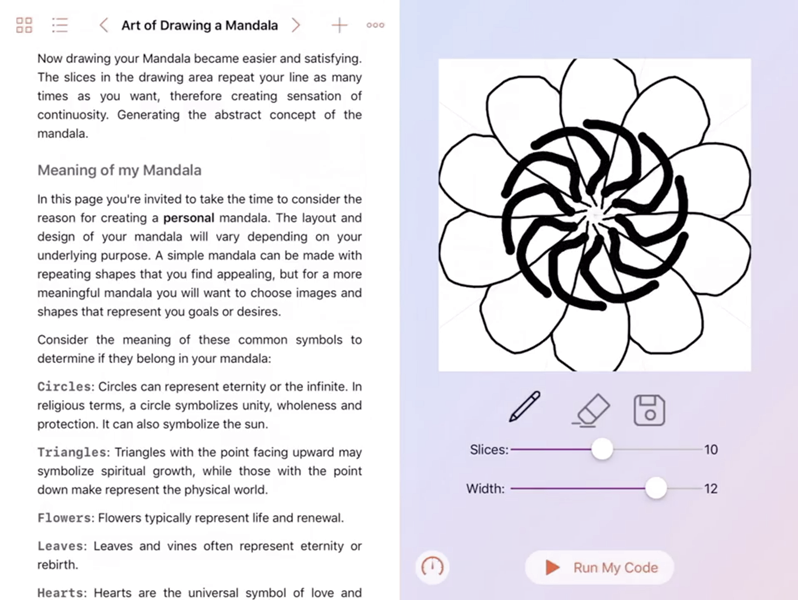 Art of Drawing a Mandala
Now drawing your Mandala became easier and satisfying.
The slices in the drawing area repeat your line as many
times as you want, therefore creating sensation of
continuosity. Generating the abstract concept of the
mandala.
Meaning of my Mandala
In this page you're invited to take the time to consider the
reason for creating a personal mandala. The layout and
design of your mandala will vary depending on your
underlying purpose. A simple mandala can be made with
repeating shapes that you find appealing, but for a more
meaningful mandala you will want to choose images and
shapes that represent you goals or desires.
Consider the meaning of these common symbols to
determine if they belong in your mandala:
Circles: Circles can represent eternity or the infinite. In
religious terms, a circle symbolizes unity, wholeness and
protection. It can also symbolize the sun.
Triangles: Triangles with the point facing upward may
symbolize spiritual growth, while those with the point
down make represent the physical world.
Flowers: Flowers typically represent life and renewal.
Leaves: Leaves and vines often represent eternity or
rebirth.
Hearts: Hearts are the universal symbol of love and
Slices: 10
Width: 12
Run My Code